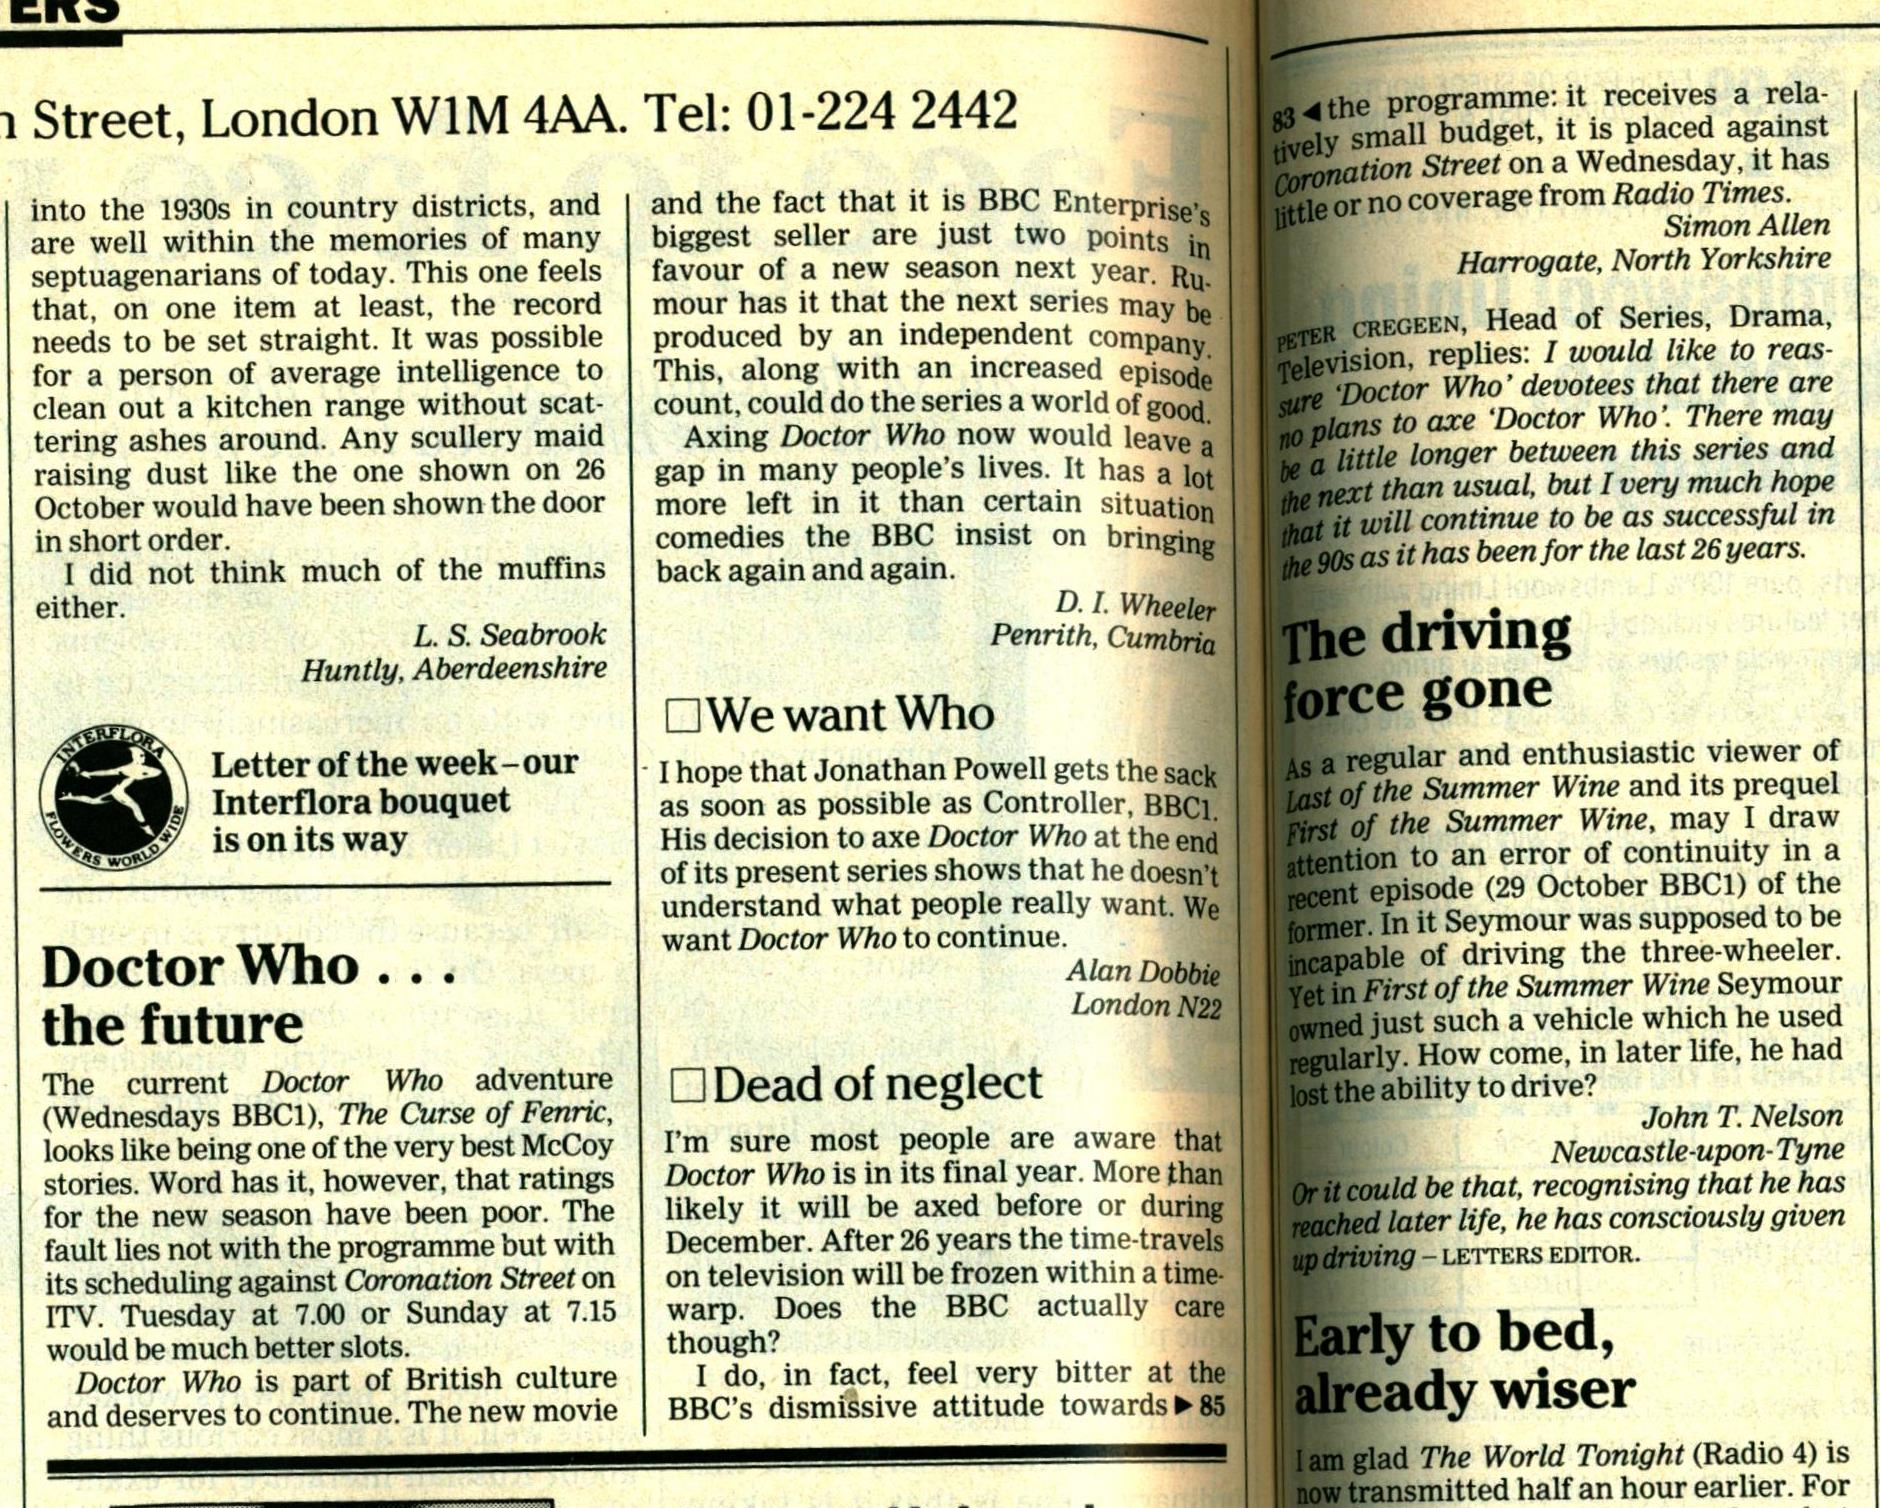 ERS
Street, London W1M 4AA. Tel: 01-224 2442
into the 1930s in country districts, and
are well within the memories of many
septuagenarians of today. This one feels
that, on one item at least, the record
needs to be set straight. It was possible
for a person of average intelligence to
clean out a kitchen range without scat-
tering ashes around. Any scullery maid
raising dust like the one shown on 26
October would have been shown the door
in short order.
I did not think much of the muffins
either.
L. S. Seabrook
Huntly, Aberdeenshire
INTERFLORA
FLOWERS WORLD WIDE
Letter of the week–our
Interflora bouquet
is on its way
Doctor Who . . .
the future
The current Doctor Who adventure
(Wednesdays BBC1), The Curse of Fenric,
looks like being one of the very best McCoy
stories. Word has it, however, that ratings
for the new season have been poor. The
fault lies not with the programme but with
its scheduling against Coronation Street on
ITV. Tuesday at 7.00 or Sunday at 7.15
would be much better slots.
Doctor Who is part of British culture
and deserves to continue. The new movie
and the fact that it is BBC Enterprise's
biggest seller are just two points in
favour of a new season next year. Ru-
mour has it that the next series may be
produced by an independent company.
This, along with an increased episode
count, could do the series a world of good.
Axing Doctor Who now would leave a
gap in many people's lives. It has a lot
more left in it than certain situation
comedies the BBC insist on bringing
back again and again.
D. I. Wheeler
Penrith, Cumbria
□ We want Who
I hope that Jonathan Powell gets the sack
as soon as possible as Controller, BBC1.
His decision to axe Doctor Who at the end
of its present series shows that he doesn't
understand what people really want. We
want Doctor Who to continue.
Alan Dobbie
London N22
□ Dead of neglect
I'm sure most people are aware that
Doctor Who is in its final year. More than
likely it will be axed before or during
December. After 26 years the time-travels
on television will be frozen within a time-
warp. Does the BBC actually care
though?
I do, in fact, feel very bitter at the
BBC's dismissive attitude towards ▶ 85
83 ◀ the programme: it receives a rela-
tively small budget, it is placed against
Coronation Street on a Wednesday, it has
little or no coverage from Radio Times.
Simon Allen
Harrogate, North Yorkshire
PETER CREGEEN, Head of Series, Drama,
Television, replies: I would like to reas-
sure 'Doctor Who' devotees that there are
no plans to axe 'Doctor Who'. There may
be a little longer between this series and
the next than usual, but I very much hope
that it will continue to be as successful in
the 90s as it has been for the last 26 years.
The driving
force gone
As a regular and enthusiastic viewer of
Last of the Summer Wine and its prequel
First of the Summer Wine, may I draw
attention to an error of continuity in a
recent episode (29 October BBC1) of the
former. In it Seymour was supposed to be
incapable of driving the three-wheeler.
Yet in First of the Summer Wine Seymour
owned just such a vehicle which he used
regularly. How come, in later life, he had
lost the ability to drive?
John T. Nelson
Newcastle-upon-Tyne
Or it could be that, recognising that he has
reached later life, he has consciously given
up driving – LETTERS EDITOR.
Early to bed,
already wiser
I am glad The World Tonight (Radio 4) is
now transmitted half an hour earlier. For